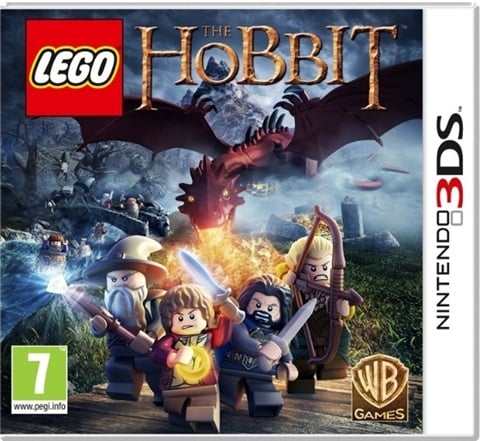 LEGO
THE
HOBBIT
NINTENDO 3DS
7
www.pegi.info
WB
GAMES